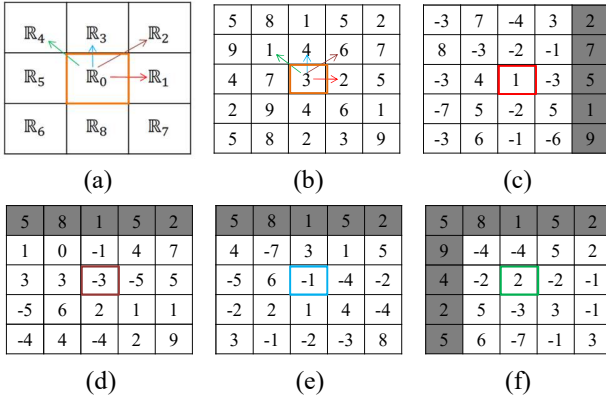 ℝ₄ ℝ₃ ℝ₂
ℝ₅ ℝ₀ ℝ₁
ℝ₆ ℝ₈ ℝ₇
(a)
5 8 1 5 2
9 1 4 6 7
4 7 3 2 5
2 9 4 6 1
5 8 2 3 9
(b)
-3 7 -4 3 2
8 -3 -2 -1 7
-3 4 1 -3 5
-7 5 -2 5 1
-3 6 -1 -6 9
(c)
5 8 1 5 2
1 0 -1 4 7
3 3 -3 -5 5
-5 6 2 1 1
-4 4 -4 2 9
(d)
5 8 1 5 2
4 -7 3 1 5
-5 6 -1 -4 -2
-2 2 1 4 -4
3 -1 -2 -3 8
(e)
5 8 1 5 2
9 -4 -4 5 2
4 -2 2 -2 -1
2 5 -3 3 -1
5 6 -7 -1 3
(f)